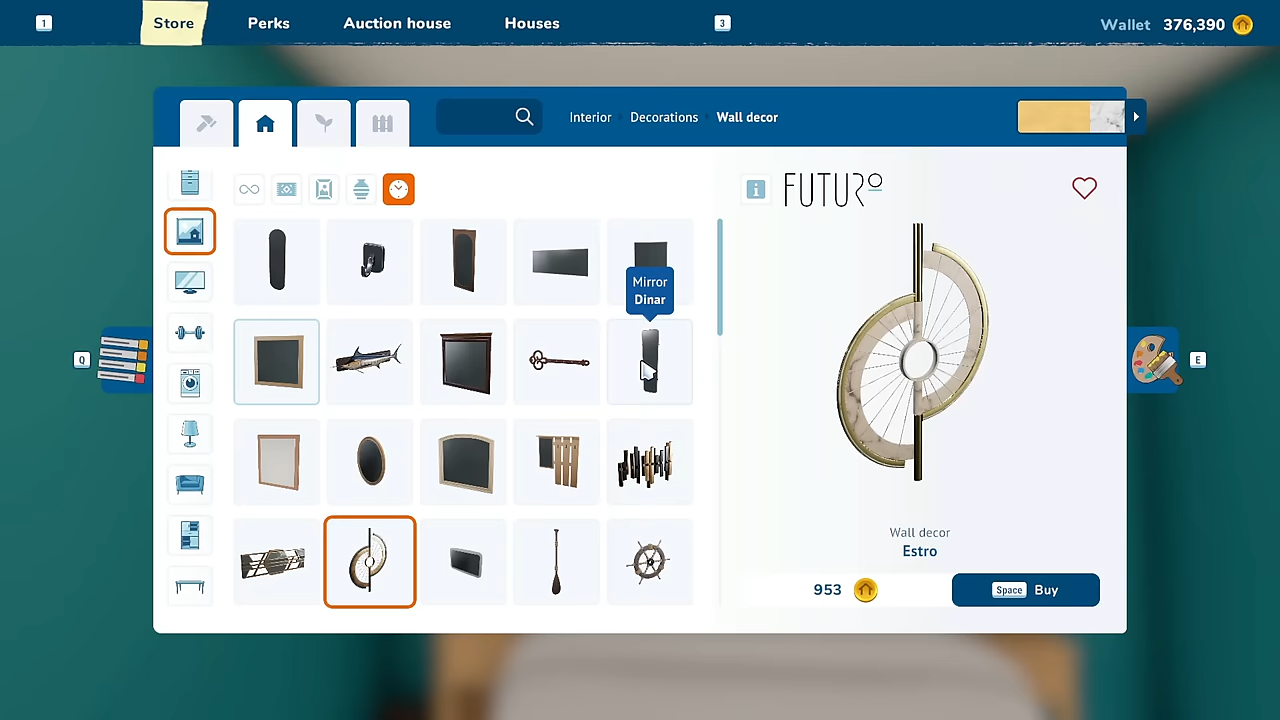 1
Store
Perks
Auction house
Houses
3
Wallet 376,390
Interior
Decorations
Wall decor
FUTURO
Mirror
Dinar
Q
E
Wall decor
Estro
953
Space Buy